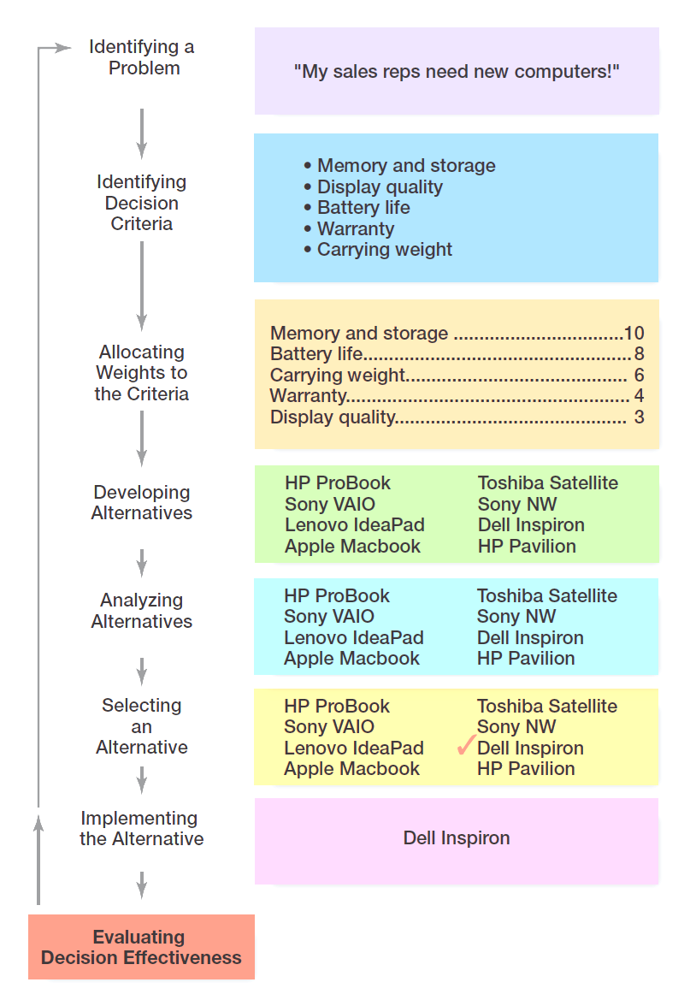 Identifying a
Problem
"My sales reps need new computers!"
Identifying
Decision
Criteria
• Memory and storage
• Display quality
• Battery life
• Warranty
• Carrying weight
Allocating
Weights to
the Criteria
Memory and storage .................................10
Battery life.....................................................8
Carrying weight............................................ 6
Warranty........................................................ 4
Display quality.............................................. 3
Developing
Alternatives
HP ProBook Toshiba Satellite
Sony VAIO Sony NW
Lenovo IdeaPad Dell Inspiron
Apple Macbook HP Pavilion
Analyzing
Alternatives
HP ProBook Toshiba Satellite
Sony VAIO Sony NW
Lenovo IdeaPad Dell Inspiron
Apple Macbook HP Pavilion
Selecting
an
Alternative
HP ProBook Toshiba Satellite
Sony VAIO Sony NW
Lenovo IdeaPad ✓ Dell Inspiron
Apple Macbook HP Pavilion
Implementing
the Alternative
Dell Inspiron
Evaluating
Decision Effectiveness